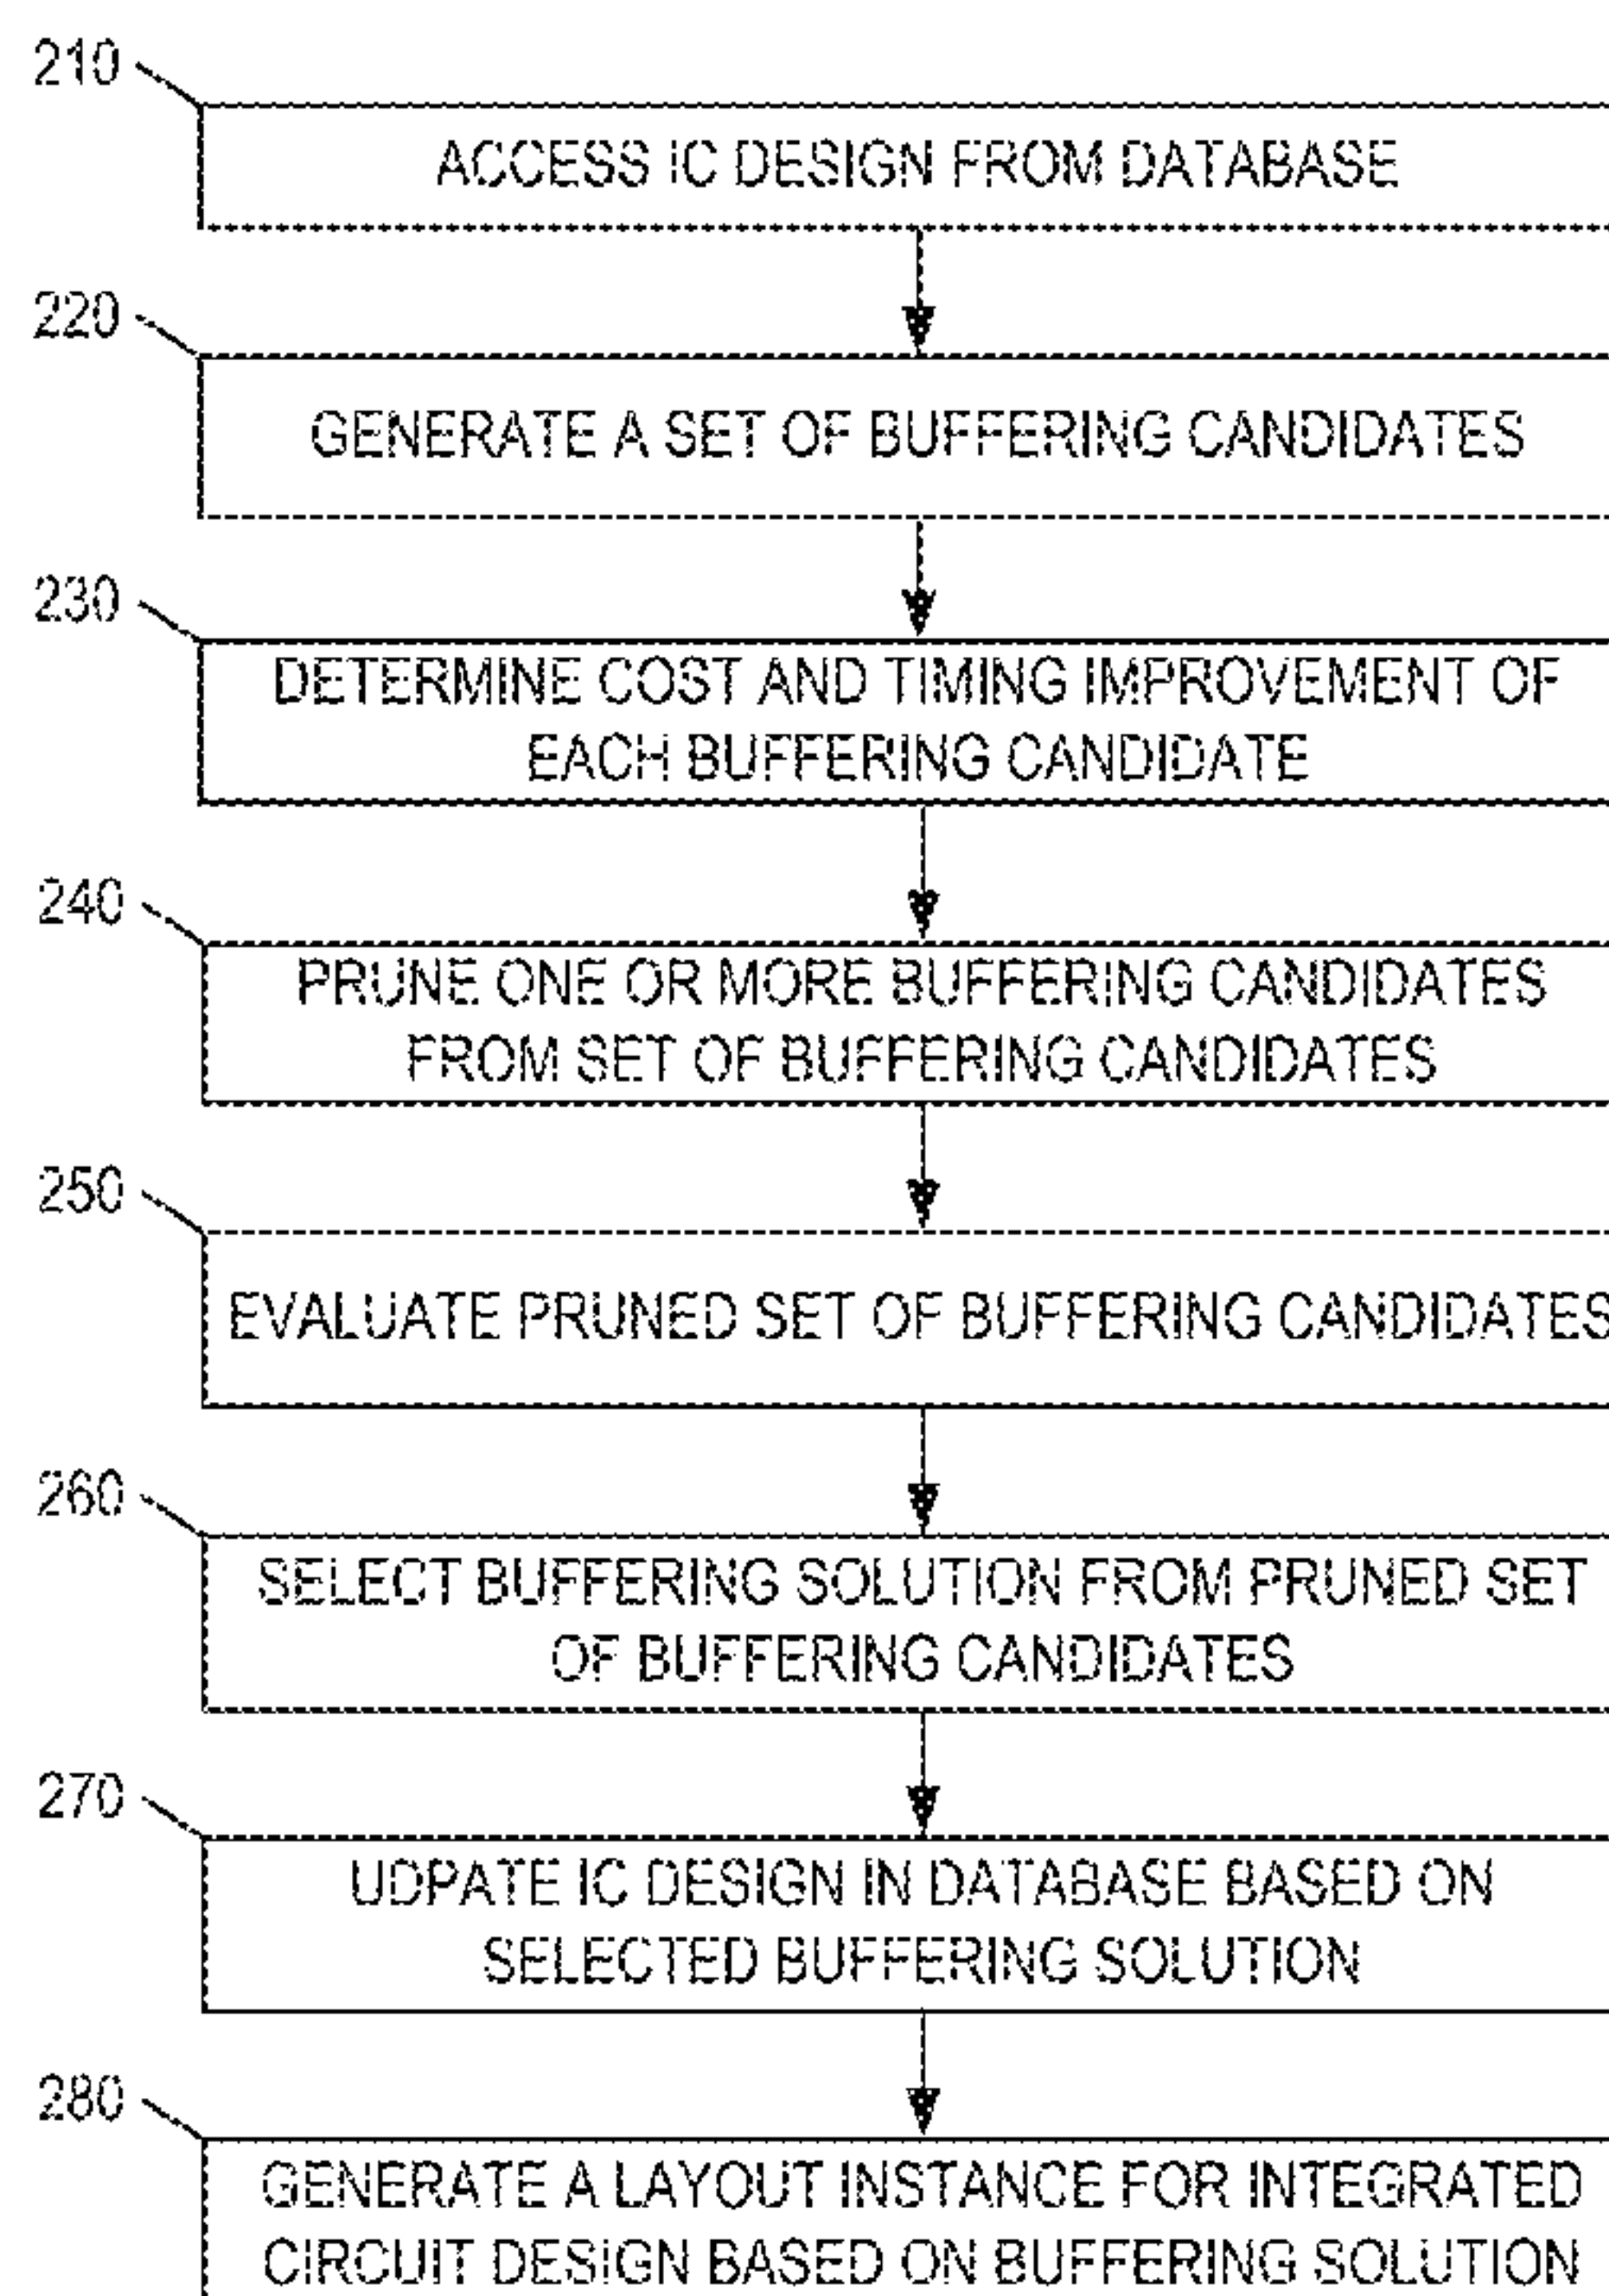 210
ACCESS IC DESIGN FROM DATABASE
220
GENERATE A SET OF BUFFERING CANDIDATES
230
DETERMINE COST AND TIMING IMPROVEMENT OF
EACH BUFFERING CANDIDATE
240
PRUNE ONE OR MORE BUFFERING CANDIDATES
FROM SET OF BUFFERING CANDIDATES
250
EVALUATE PRUNED SET OF BUFFERING CANDIDATES
260
SELECT BUFFERING SOLUTION FROM PRUNED SET
OF BUFFERING CANDIDATES
270
UDPATE IC DESIGN IN DATABASE BASED ON
SELECTED BUFFERING SOLUTION
280
GENERATE A LAYOUT INSTANCE FOR INTEGRATED
CIRCUIT DESIGN BASED ON BUFFERING SOLUTION